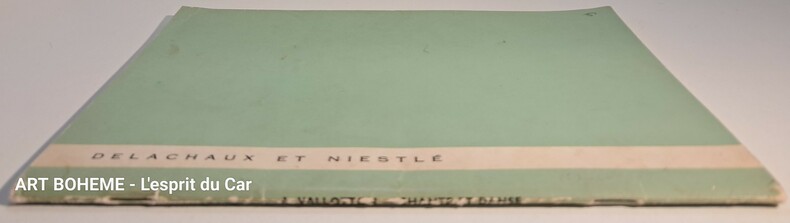 DELACHAUX ET NIESTLÉ
ART BOHEME - L'esprit du Car